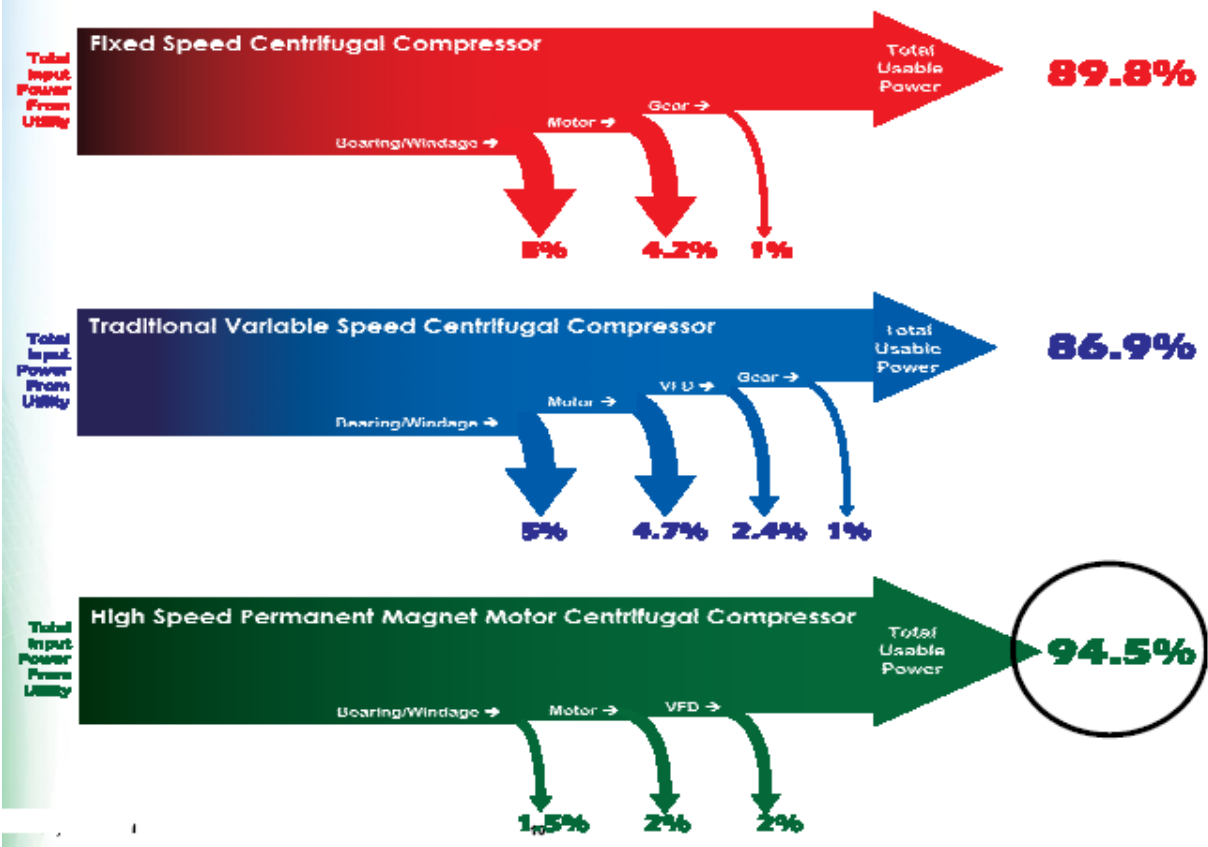 Fixed Speed Centrifugal Compressor
Total
Input
Power
From
Utility
Total
Usable
Power
89.8%
Gear →
Motor →
Bearing/Windage →
5%
4.2%
1%
Traditional Variable Speed Centrifugal Compressor
Total
Input
Power
From
Utility
Total
Usable
Power
86.9%
Gear →
VFD →
Motor →
Bearing/Windage →
5%
4.7%
2.4%
1%
High Speed Permanent Magnet Motor Centrifugal Compressor
Total
Input
Power
From
Utility
Total
Usable
Power
94.5%
Bearing/Windage →
Motor →
VFD →
1.5%
2%
2%